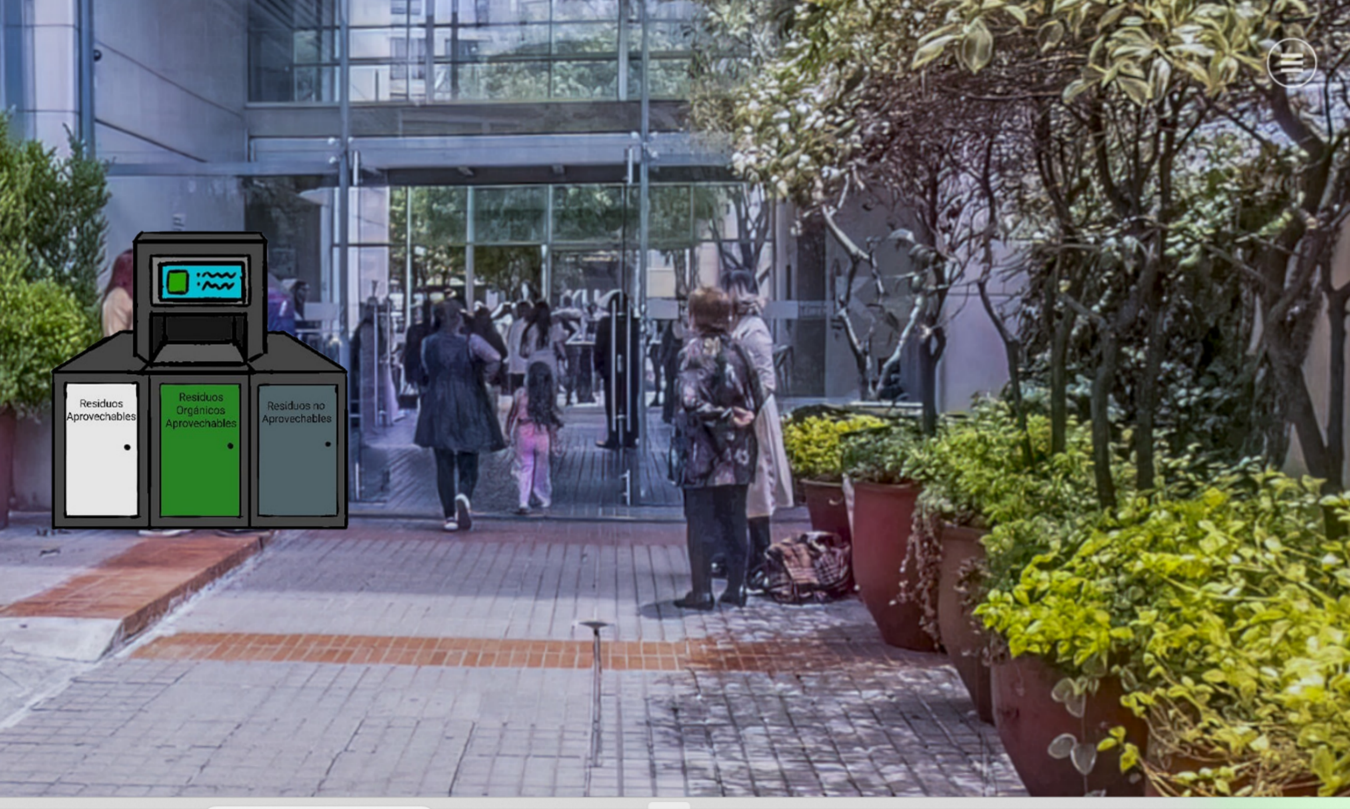 Residuos
Aprovechables
Residuos
Orgánicos
Aprovechables
Residuos no
Aprovechables